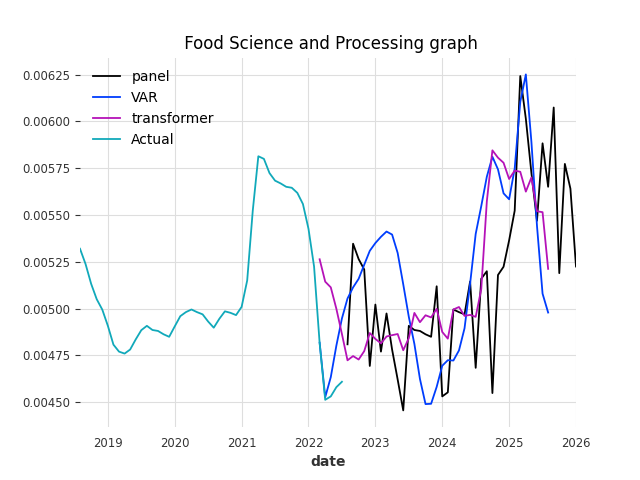 Food Science and Processing graph
panel
VAR
transformer
Actual
0.00625
0.00600
0.00575
0.00550
0.00525
0.00500
0.00475
0.00450
2019 2020 2021 2022 2023 2024 2025 2026
date